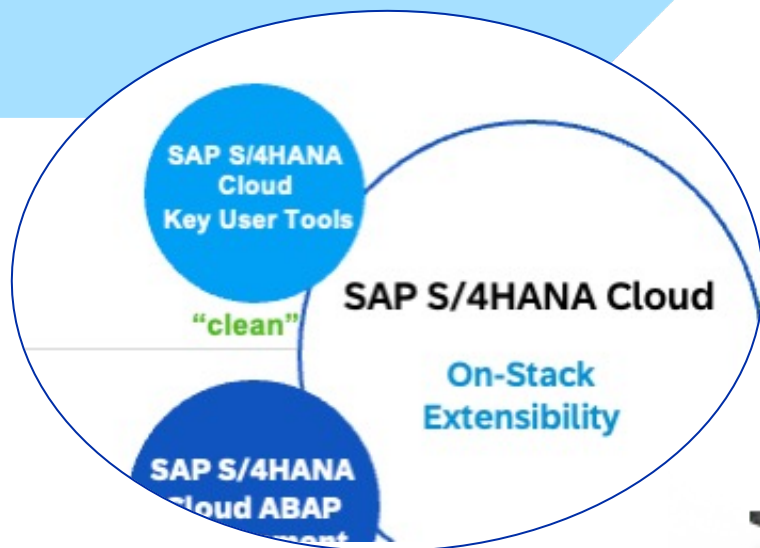 SAP S/4HANA
Cloud
Key User Tools
“clean”
SAP S/4HANA Cloud
On-Stack
Extensibility
SAP S/4HANA
Cloud ABAP